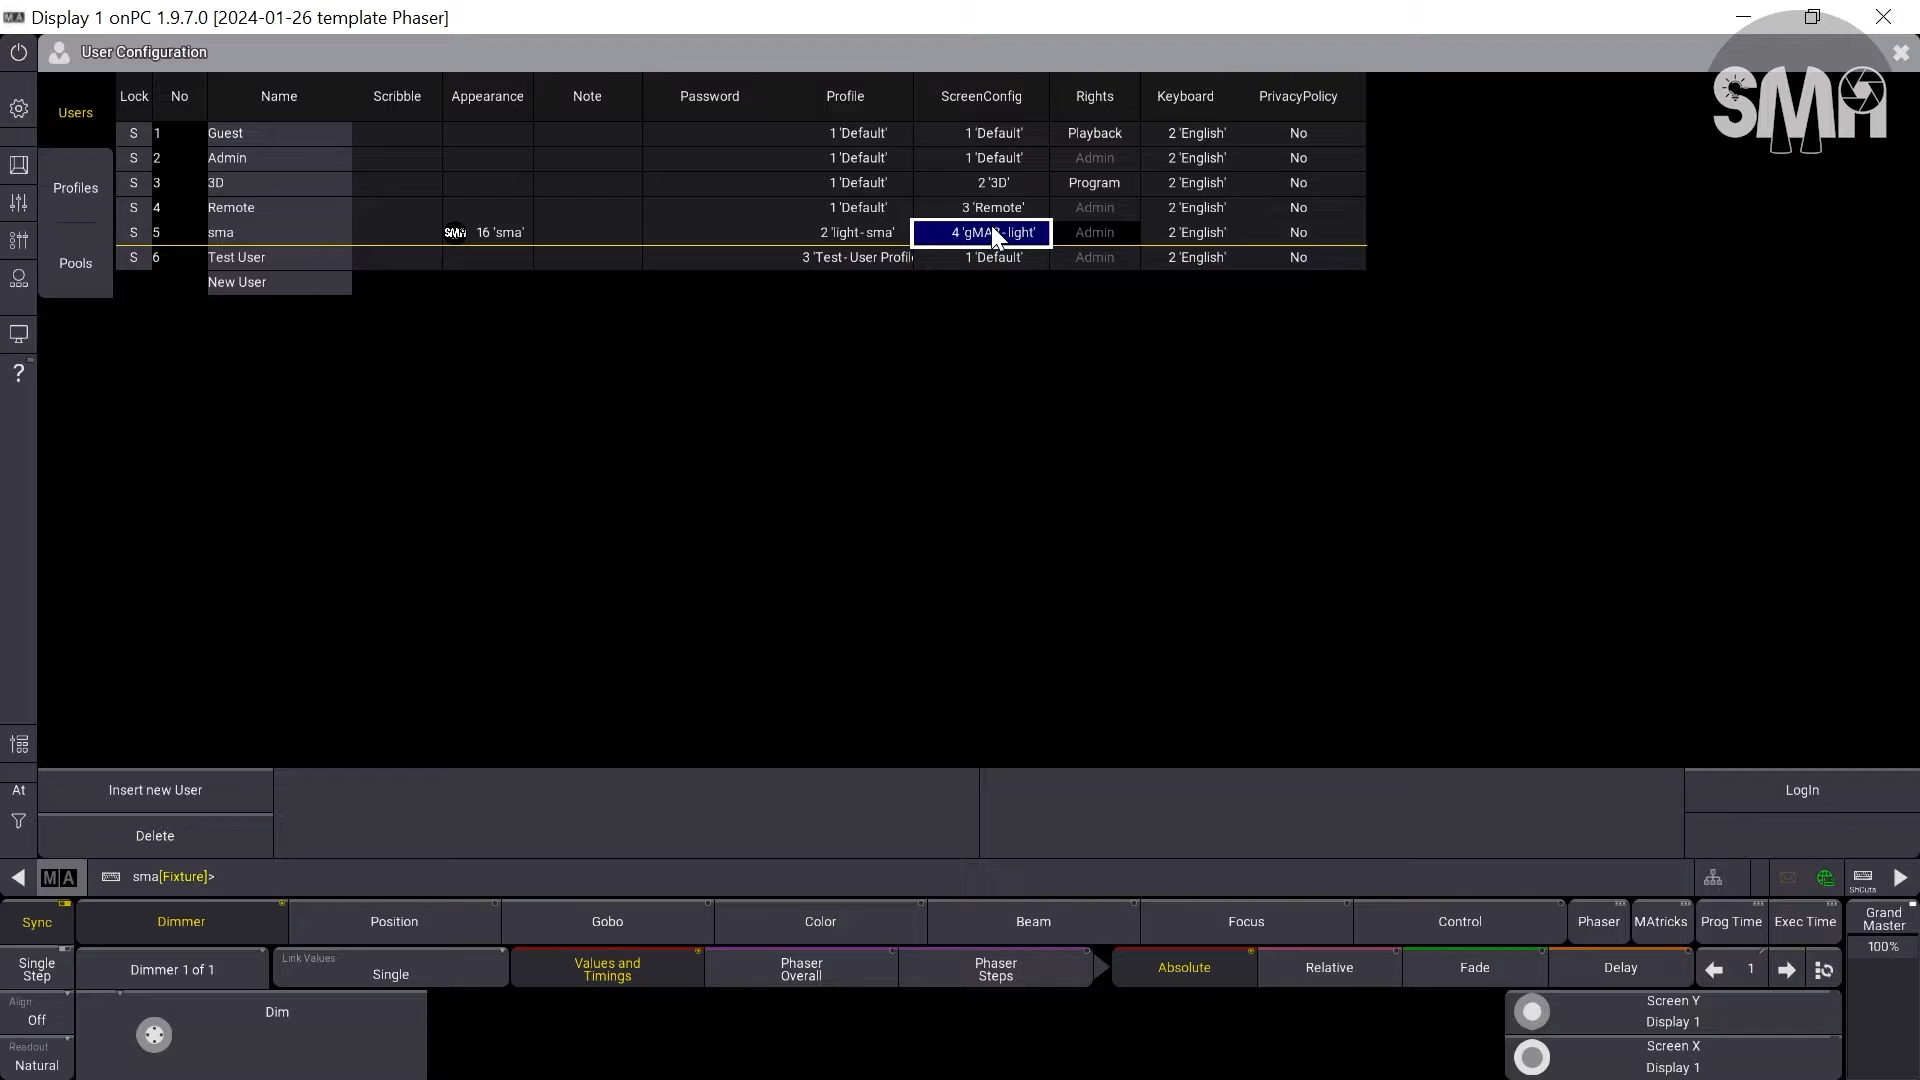 Display 1 onPC 1.9.7.0 [2024-01-26 template Phaser]
User Configuration
SMA
Users
Profiles
Pools
Lock No Name Scribble Appearance Note Password Profile ScreenConfig Rights Keyboard PrivacyPolicy
S 1 Guest 1 'Default' 1 'Default' Playback 2 'English' No
S 2 Admin 1 'Default' 1 'Default' Admin 2 'English' No
S 3 3D 1 'Default' 2 '3D' Program 2 'English' No
S 4 Remote 1 'Default' 3 'Remote' Admin 2 'English' No
S 5 sma SMA 16 'sma' 2 'light-sma' 4 light' Admin 2 'English' No
S 6 Test User 3 'Test-User Profil 1 'Default' Admin 2 'English' No
New User
?
At
Insert new User
Delete
LogIn
MA sma[Fixture]>
ShCuts
Sync Dimmer Position Gobo Color Beam Focus Control Phaser MAtricks Prog Time Exec Time
Grand
Master
100%
Single
Step
Dimmer 1 of 1
Link Values
Single
Values and
Timings
Phaser
Overall
Phaser
Steps
Absolute Relative Fade Delay 1
Align
Off
Readout
Natural
Dim
Screen Y
Display 1
Screen X
Display 1